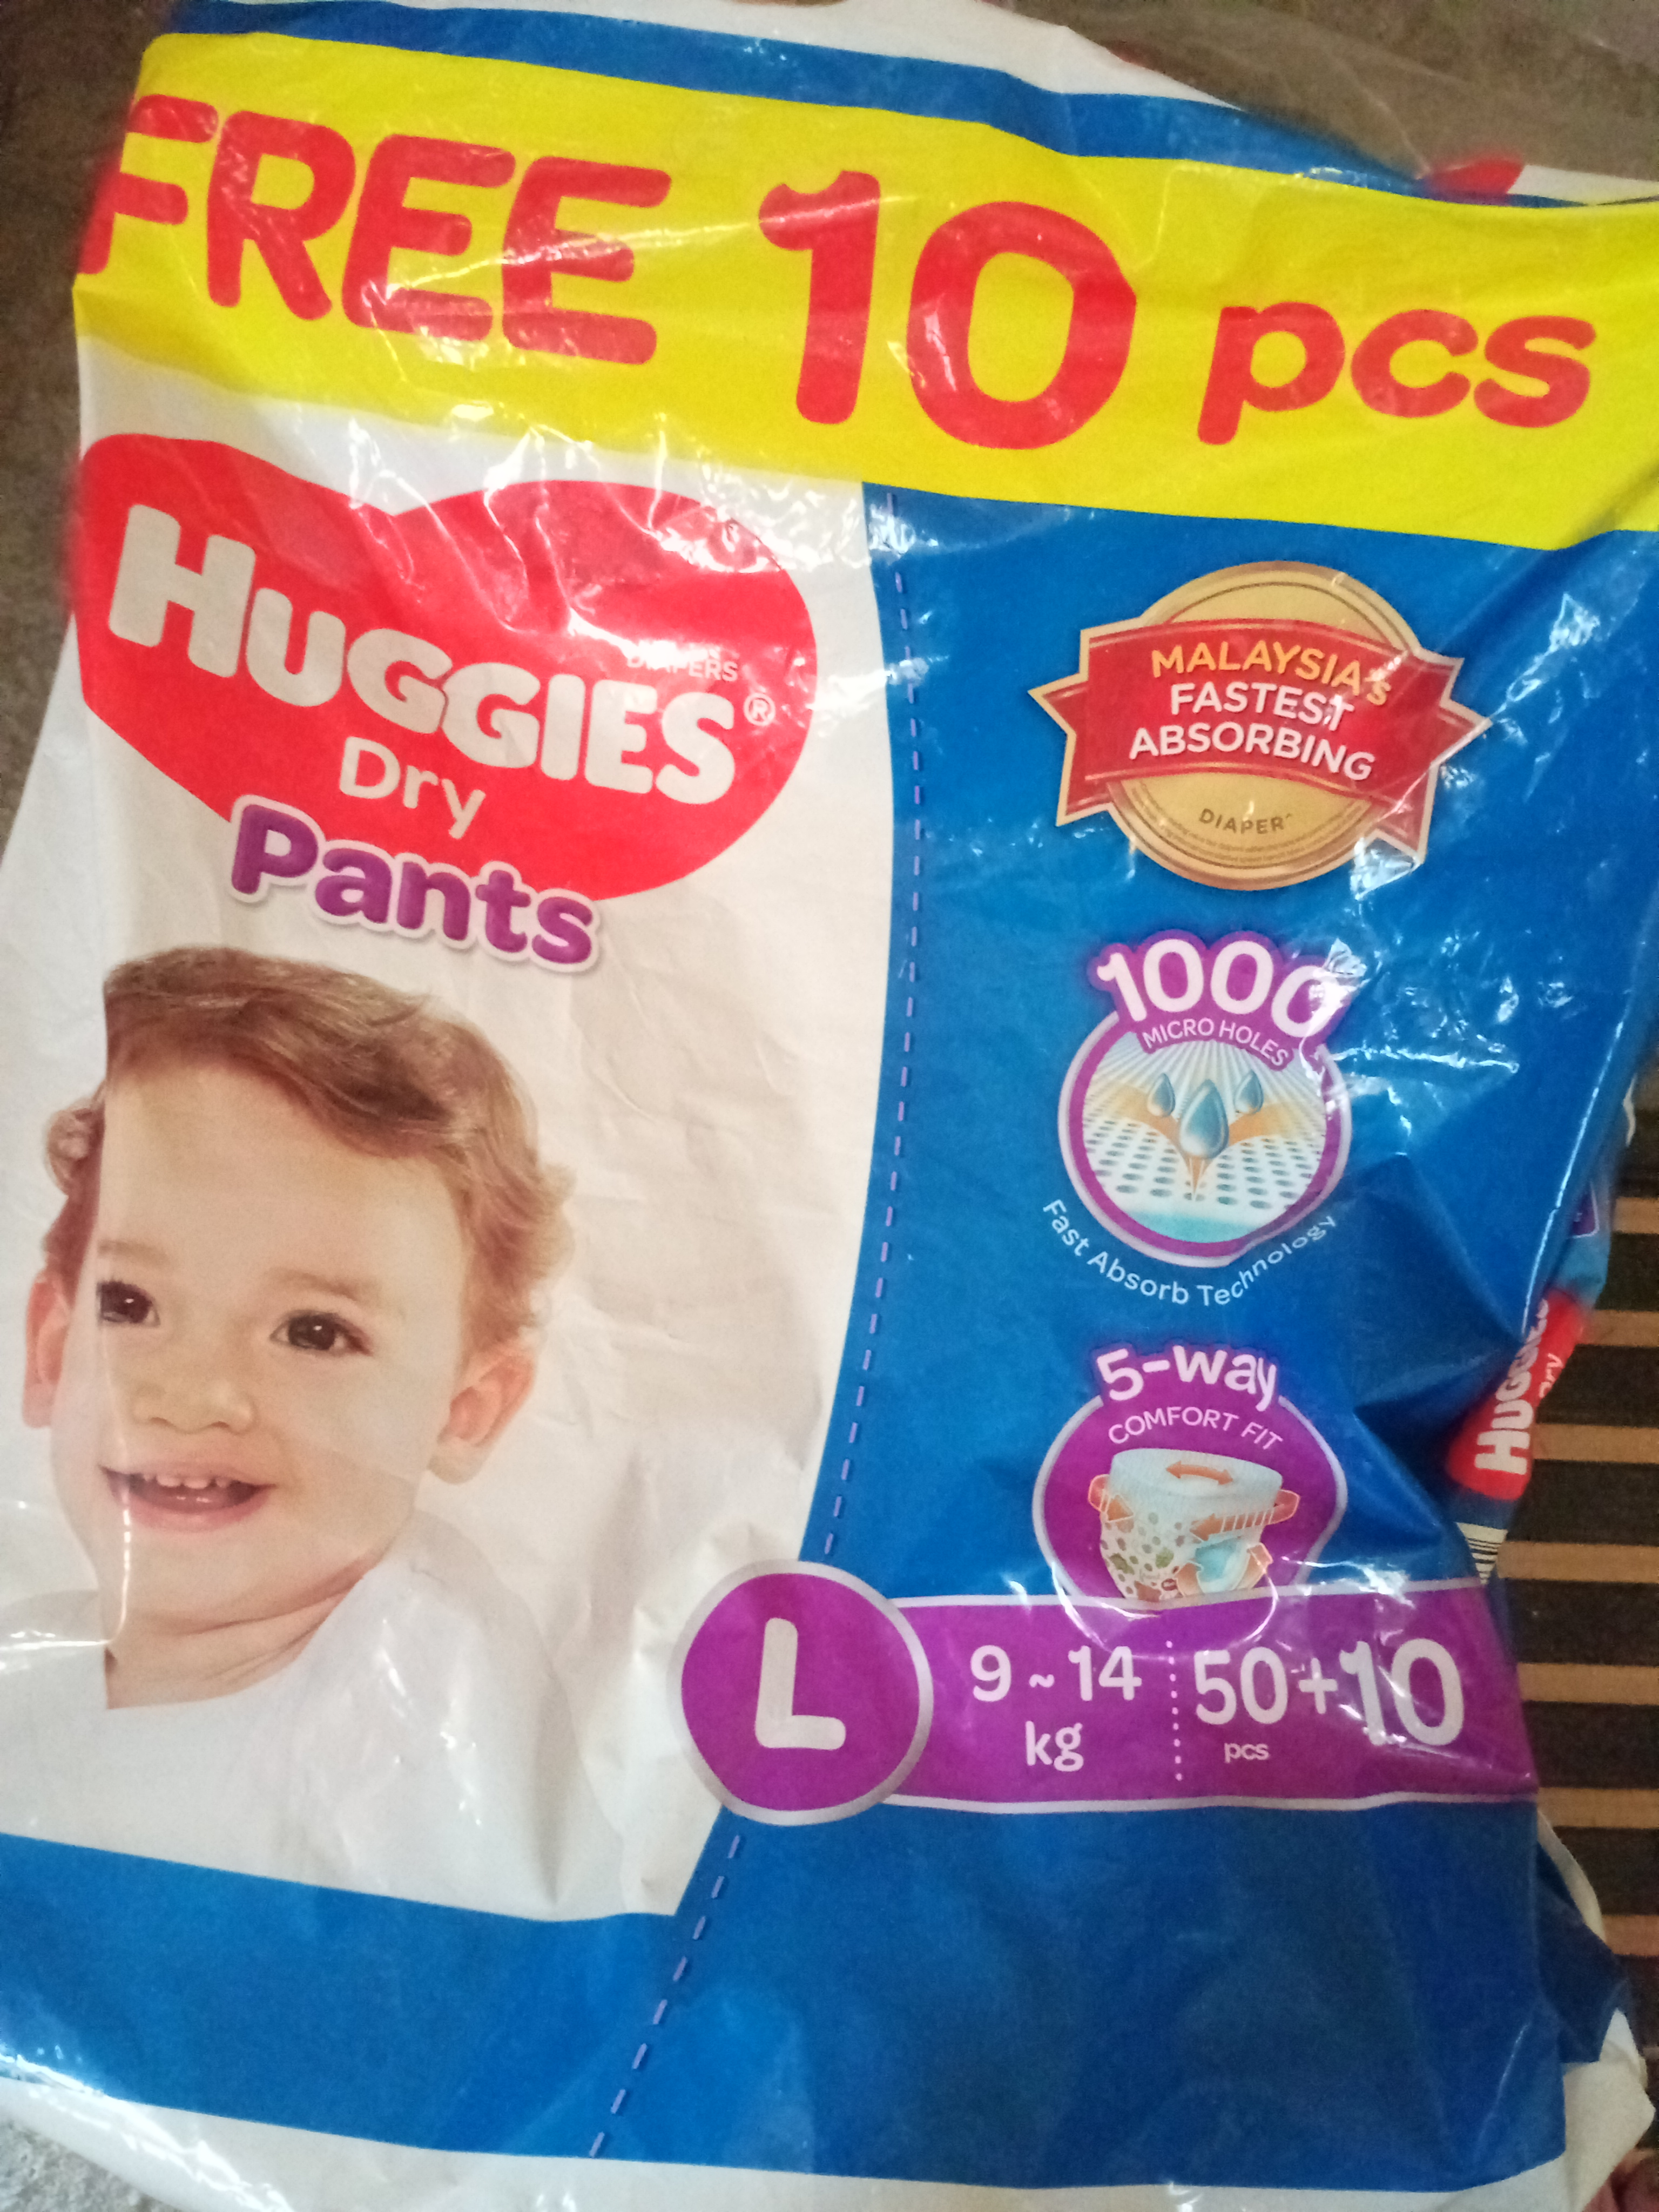 FREE 10 pcs
HUGGIES®
DIAPERS
Dry
Pants
MALAYSIA's
FASTEST
ABSORBING
DIAPER^
1000
MICRO HOLES
Fast Absorb Technology
5-way
COMFORT FIT
L
9~14
kg
50+10
pcs
HUGGIES
Dry